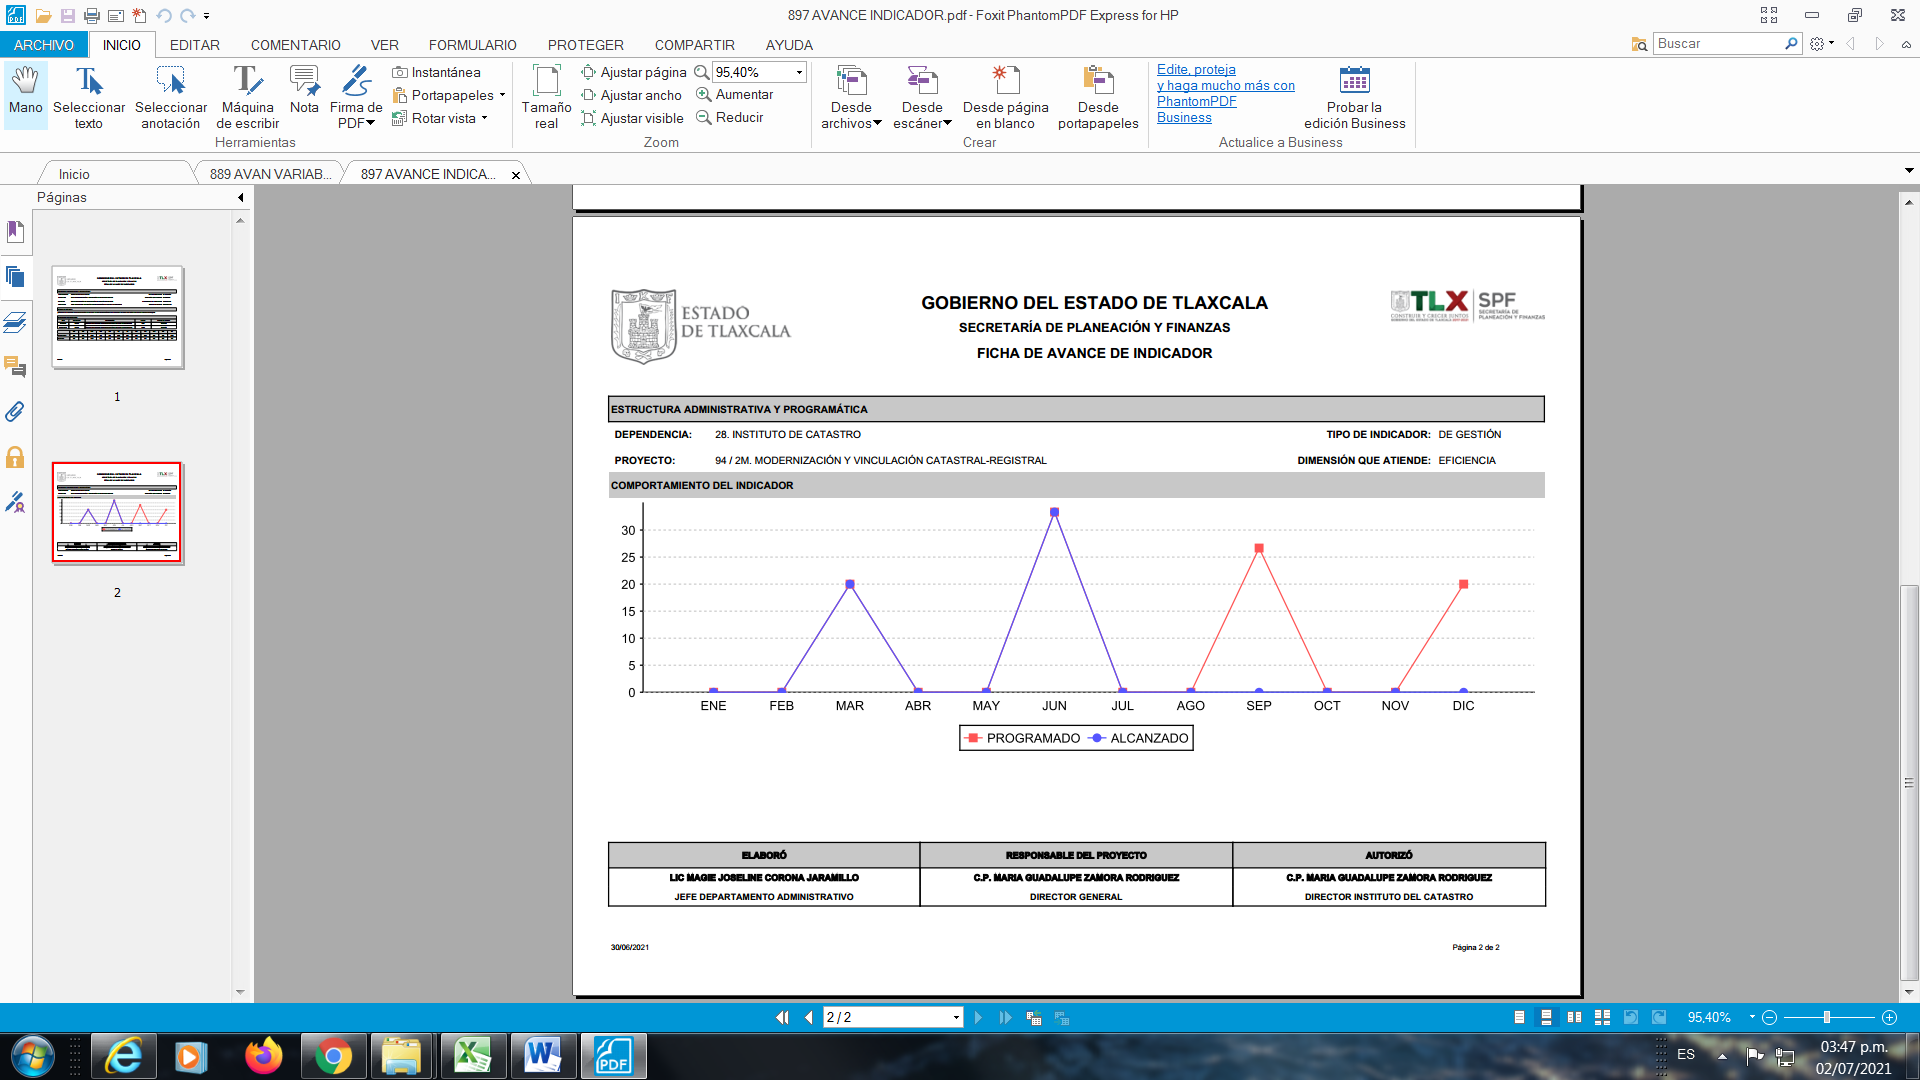 897 AVANCE INDICADOR.pdf - Foxit PhantomPDF Express for HP
ARCHIVO INICIO EDITAR COMENTARIO VER FORMULARIO PROTEGER COMPARTIR AYUDA
Buscar
Mano
Seleccionar texto
Seleccionar anotación
Máquina de escribir
Nota
Firma de PDF
Instantánea
Portapapeles
Rotar vista
Herramientas
Tamaño real
Ajustar página
Ajustar ancho
Ajustar visible
95,40%
Aumentar
Reducir
Zoom
Desde archivos
Desde escáner
Desde página en blanco
Desde portapapeles
Crear
Edite, proteja
y haga mucho más con
PhantomPDF
Business
Probar la edición Business
Actualice a Business
Inicio
889 AVAN VARIAB...
897 AVANCE INDICA...
Páginas
1
2
ESTADO
DE TLAXCALA
GOBIERNO DEL ESTADO DE TLAXCALA
SECRETARÍA DE PLANEACIÓN Y FINANZAS
FICHA DE AVANCE DE INDICADOR
TLX
CONSTRUIR Y CRECER JUNTOS
SPF
SECRETARÍA DE
PLANEACIÓN Y FINANZAS
ESTRUCTURA ADMINISTRATIVA Y PROGRAMÁTICA
DEPENDENCIA: 28. INSTITUTO DE CATASTRO TIPO DE INDICADOR: DE GESTIÓN
PROYECTO: 94 / 2M. MODERNIZACIÓN Y VINCULACIÓN CATASTRAL-REGISTRAL DIMENSIÓN QUE ATIENDE: EFICIENCIA
COMPORTAMIENTO DEL INDICADOR
30
25
20
15
10
5
0
ENE FEB MAR ABR MAY JUN JUL AGO SEP OCT NOV DIC
PROGRAMADO ALCANZADO
ELABORÓ RESPONSABLE DEL PROYECTO AUTORIZÓ
LIC MAGIE JOSELINE CORONA JARAMILLO C.P. MARIA GUADALUPE ZAMORA RODRIGUEZ C.P. MARIA GUADALUPE ZAMORA RODRIGUEZ
JEFE DEPARTAMENTO ADMINISTRATIVO DIRECTOR GENERAL DIRECTOR INSTITUTO DEL CATASTRO
30/06/2021 Página 2 de 2
2 / 2
95,40%
PDF
ES
03:47 p.m.
02/07/2021